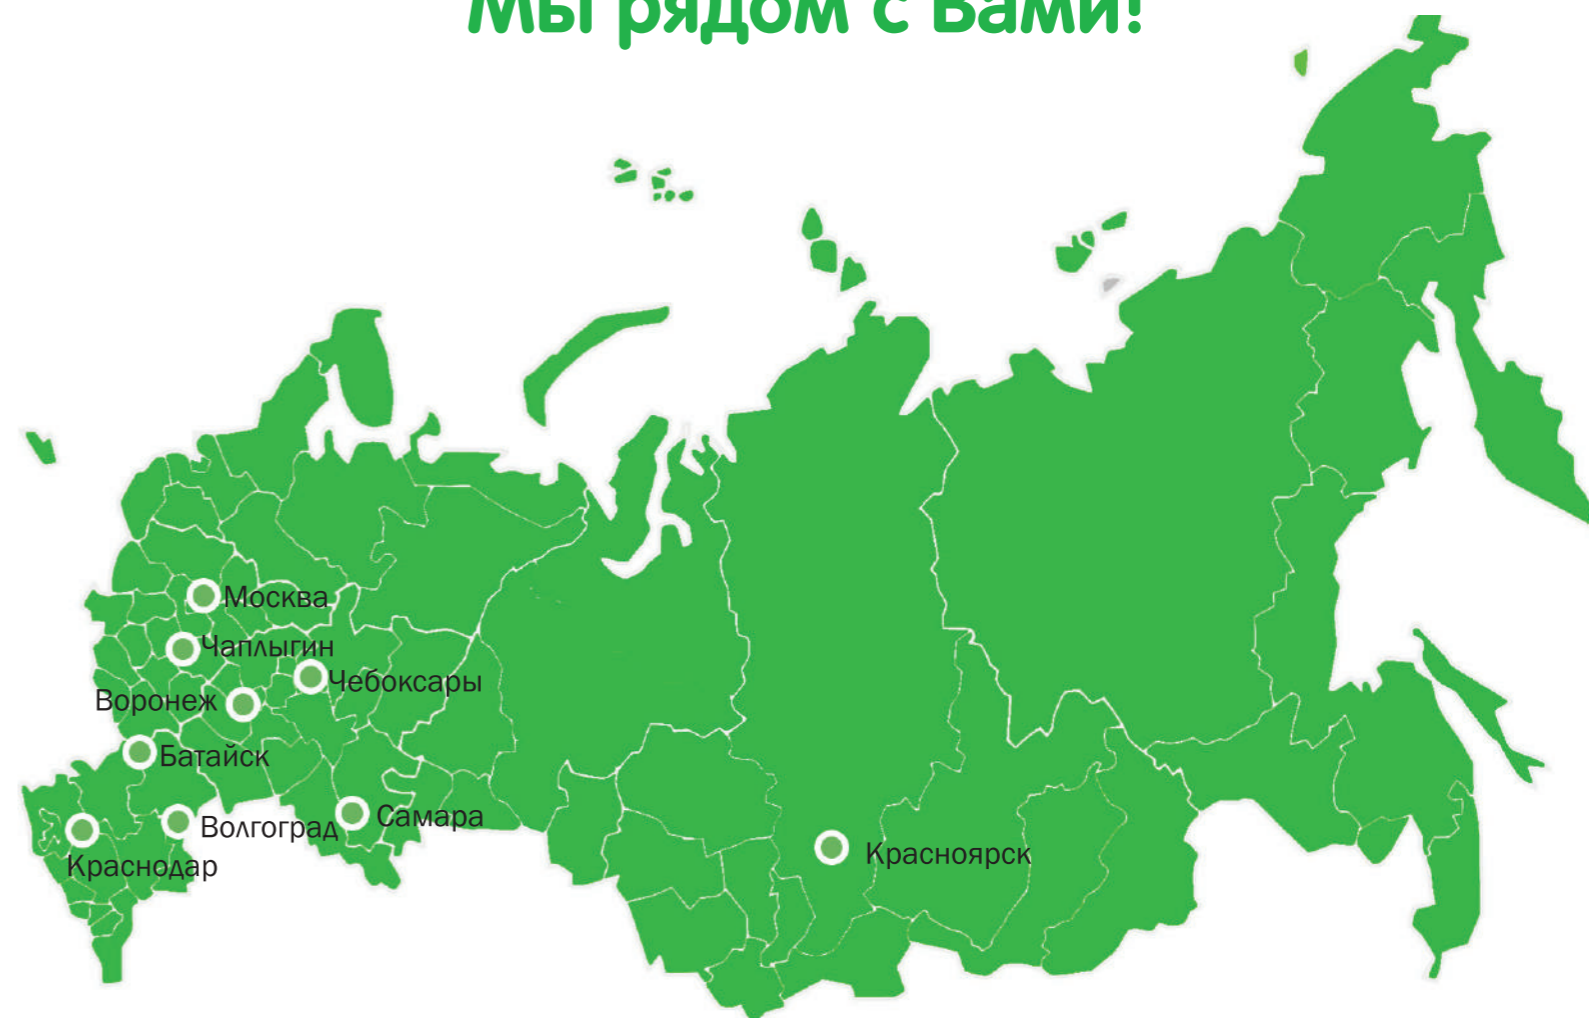 Мы рядом с Вами!
Москва
Чаплыгин
Чебоксары
Воронеж
Батайск
Самара
Волгоград
Красноярск
Краснодар